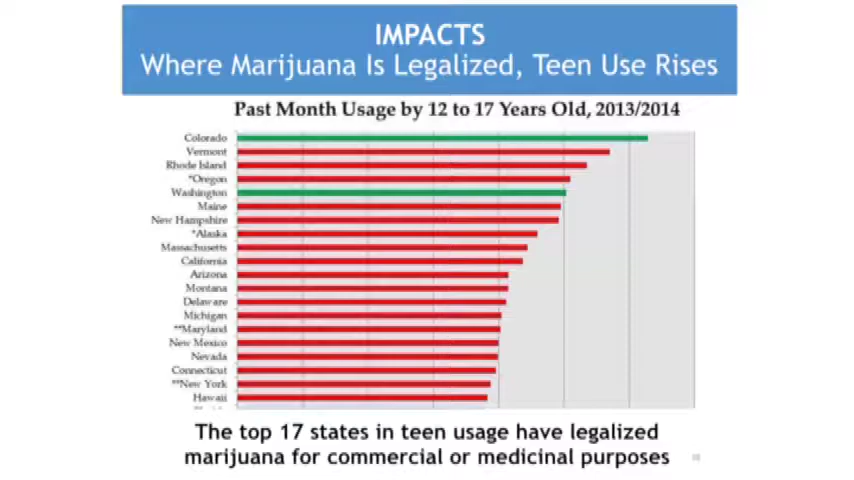 IMPACTS
Where Marijuana Is Legalized, Teen Use Rises
Past Month Usage by 12 to 17 Years Old, 2013/2014
Colorado
Vermont
Rhode Island
*Oregon
Washington
Maine
New Hampshire
*Alaska
Massachusetts
California
Arizona
Montana
Delaware
Michigan
**Maryland
New Mexico
Nevada
Connecticut
**New York
Hawaii
The top 17 states in teen usage have legalized
marijuana for commercial or medicinal purposes